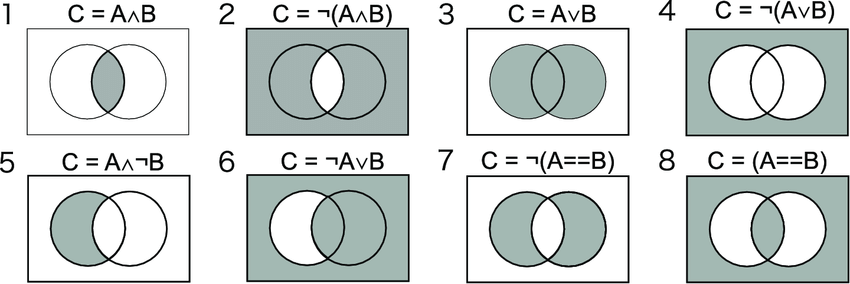 1 C = A∧B
2 C = ¬(A∧B)
3 C = A∨B
4 C = ¬(A∨B)
5 C = A∧¬B
6 C = ¬A∨B
7 C = ¬(A==B)
8 C = (A==B)